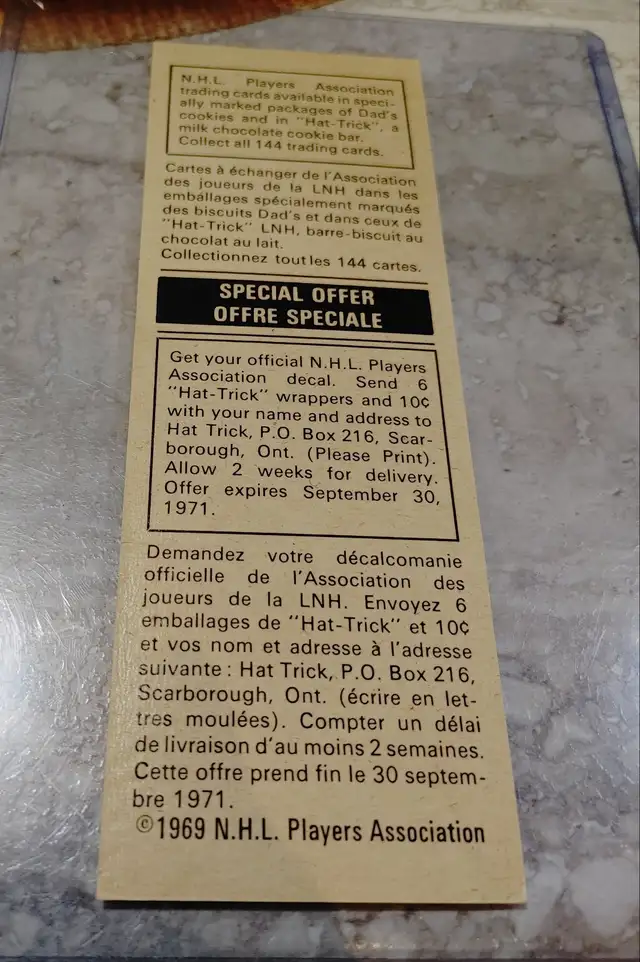 N.H.L. Players Association
trading cards available in speci-
ally marked packages of Dad's
cookies and in "Hat-Trick", a
milk chocolate cookie bar.
Collect all 144 trading cards.
Cartes à échanger de l'Association
des joueurs de la LNH dans les
emballages spécialement marqués
des biscuits Dad's et dans ceux de
"Hat-Trick" LNH, barre-biscuit au
chocolat au lait.
Collectionnez toutles 144 cartes.
SPECIAL OFFER
OFFRE SPECIALE
Get your official N.H.L. Players
Association decal. Send 6
"Hat-Trick" wrappers and 10¢
with your name and address to
Hat Trick, P.O. Box 216, Scar-
borough, Ont. (Please Print).
Allow 2 weeks for delivery.
Offer expires September 30,
1971.
Demandez votre décalcomanie
officielle de l'Association des
joueurs de la LNH. Envoyez 6
emballages de "Hat-Trick" et 10¢
et vos nom et adresse à l'adresse
suivante : Hat Trick, P.O. Box 216,
Scarborough, Ont. (écrire en let-
tres moulées). Compter un délai
de livraison d'au moins 2 semaines.
Cette offre prend fin le 30 septem-
bre 1971.
©1969 N.H.L. Players Association